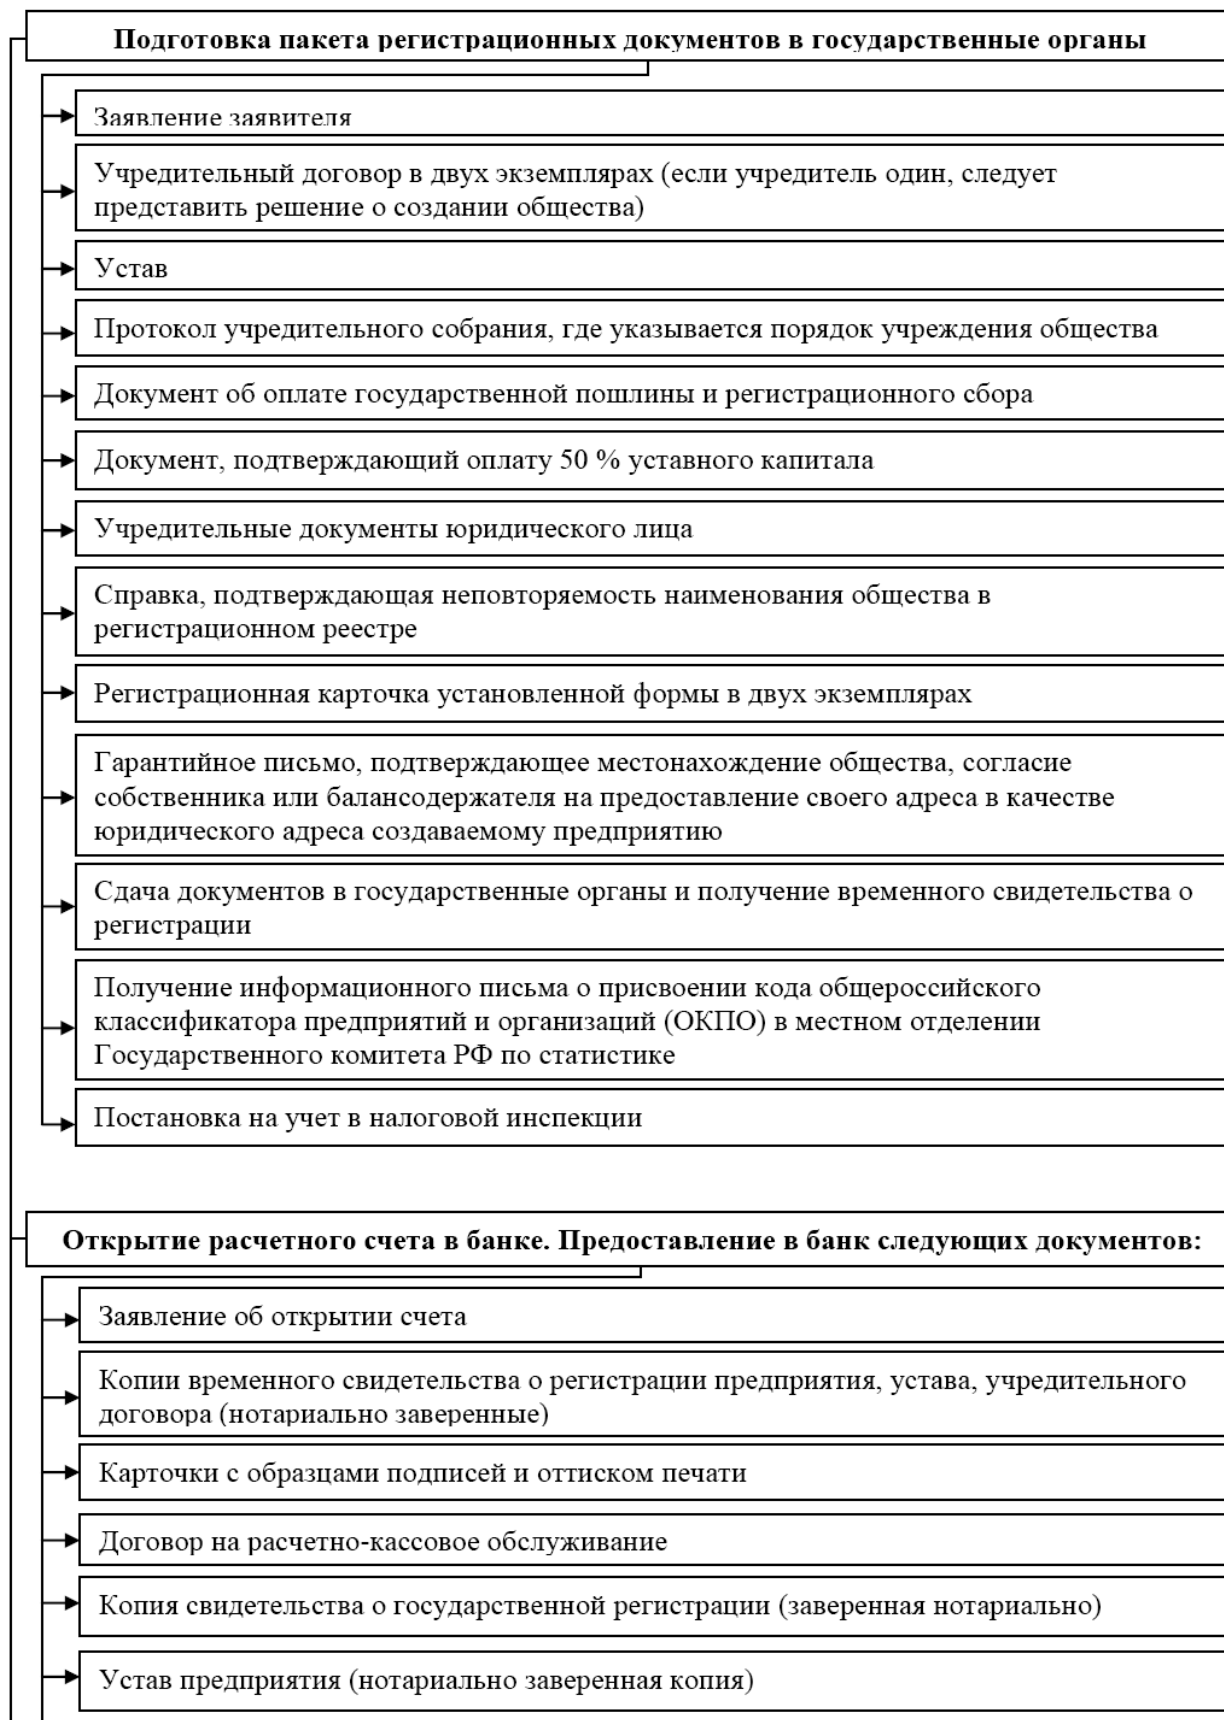 Подготовка пакета регистрационных документов в государственные органы
Заявление заявителя
Учредительный договор в двух экземплярах (если учредитель один, следует
представить решение о создании общества)
Устав
Протокол учредительного собрания, где указывается порядок учреждения общества
Документ об оплате государственной пошлины и регистрационного сбора
Документ, подтверждающий оплату 50 % уставного капитала
Учредительные документы юридического лица
Справка, подтверждающая неповторяемость наименования общества в
регистрационном реестре
Регистрационная карточка установленной формы в двух экземплярах
Гарантийное письмо, подтверждающее местонахождение общества, согласие
собственника или балансодержателя на предоставление своего адреса в качестве
юридического адреса создаваемому предприятию
Сдача документов в государственные органы и получение временного свидетельства о
регистрации
Получение информационного письма о присвоении кода общероссийского
классификатора предприятий и организаций (ОКПО) в местном отделении
Государственного комитета РФ по статистике
Постановка на учет в налоговой инспекции
Открытие расчетного счета в банке. Предоставление в банк следующих документов:
Заявление об открытии счета
Копии временного свидетельства о регистрации предприятия, устава, учредительного
договора (нотариально заверенные)
Карточки с образцами подписей и оттиском печати
Договор на расчетно-кассовое обслуживание
Копия свидетельства о государственной регистрации (заверенная нотариально)
Устав предприятия (нотариально заверенная копия)